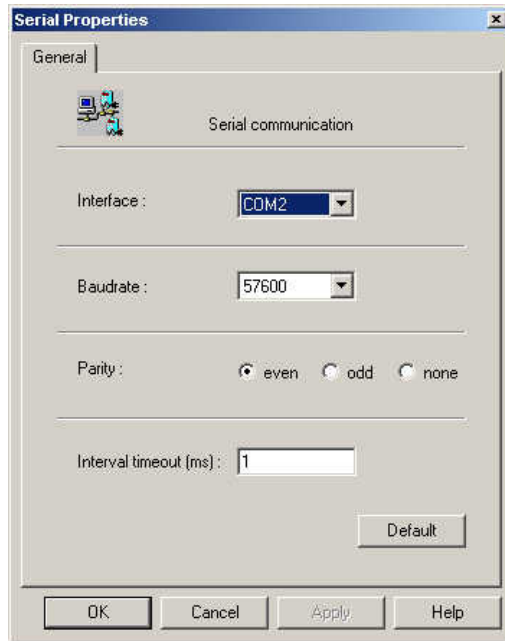 Serial Properties
General
Serial communication
Interface : COM2
Baudrate : 57600
Parity : even odd none
Interval timeout (ms) : 1
Default
OK Cancel Apply Help